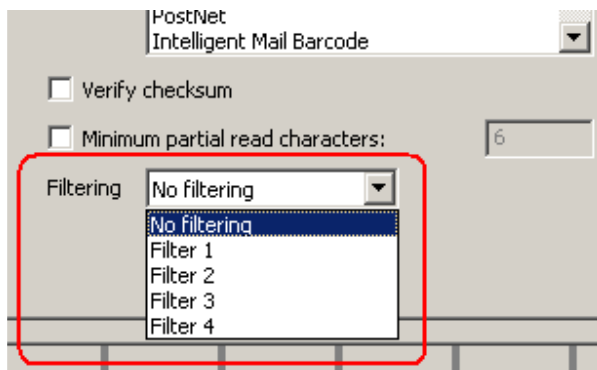 PostNet
Intelligent Mail Barcode
Verify checksum
Minimum partial read characters: 6
Filtering No filtering
No filtering
Filter 1
Filter 2
Filter 3
Filter 4